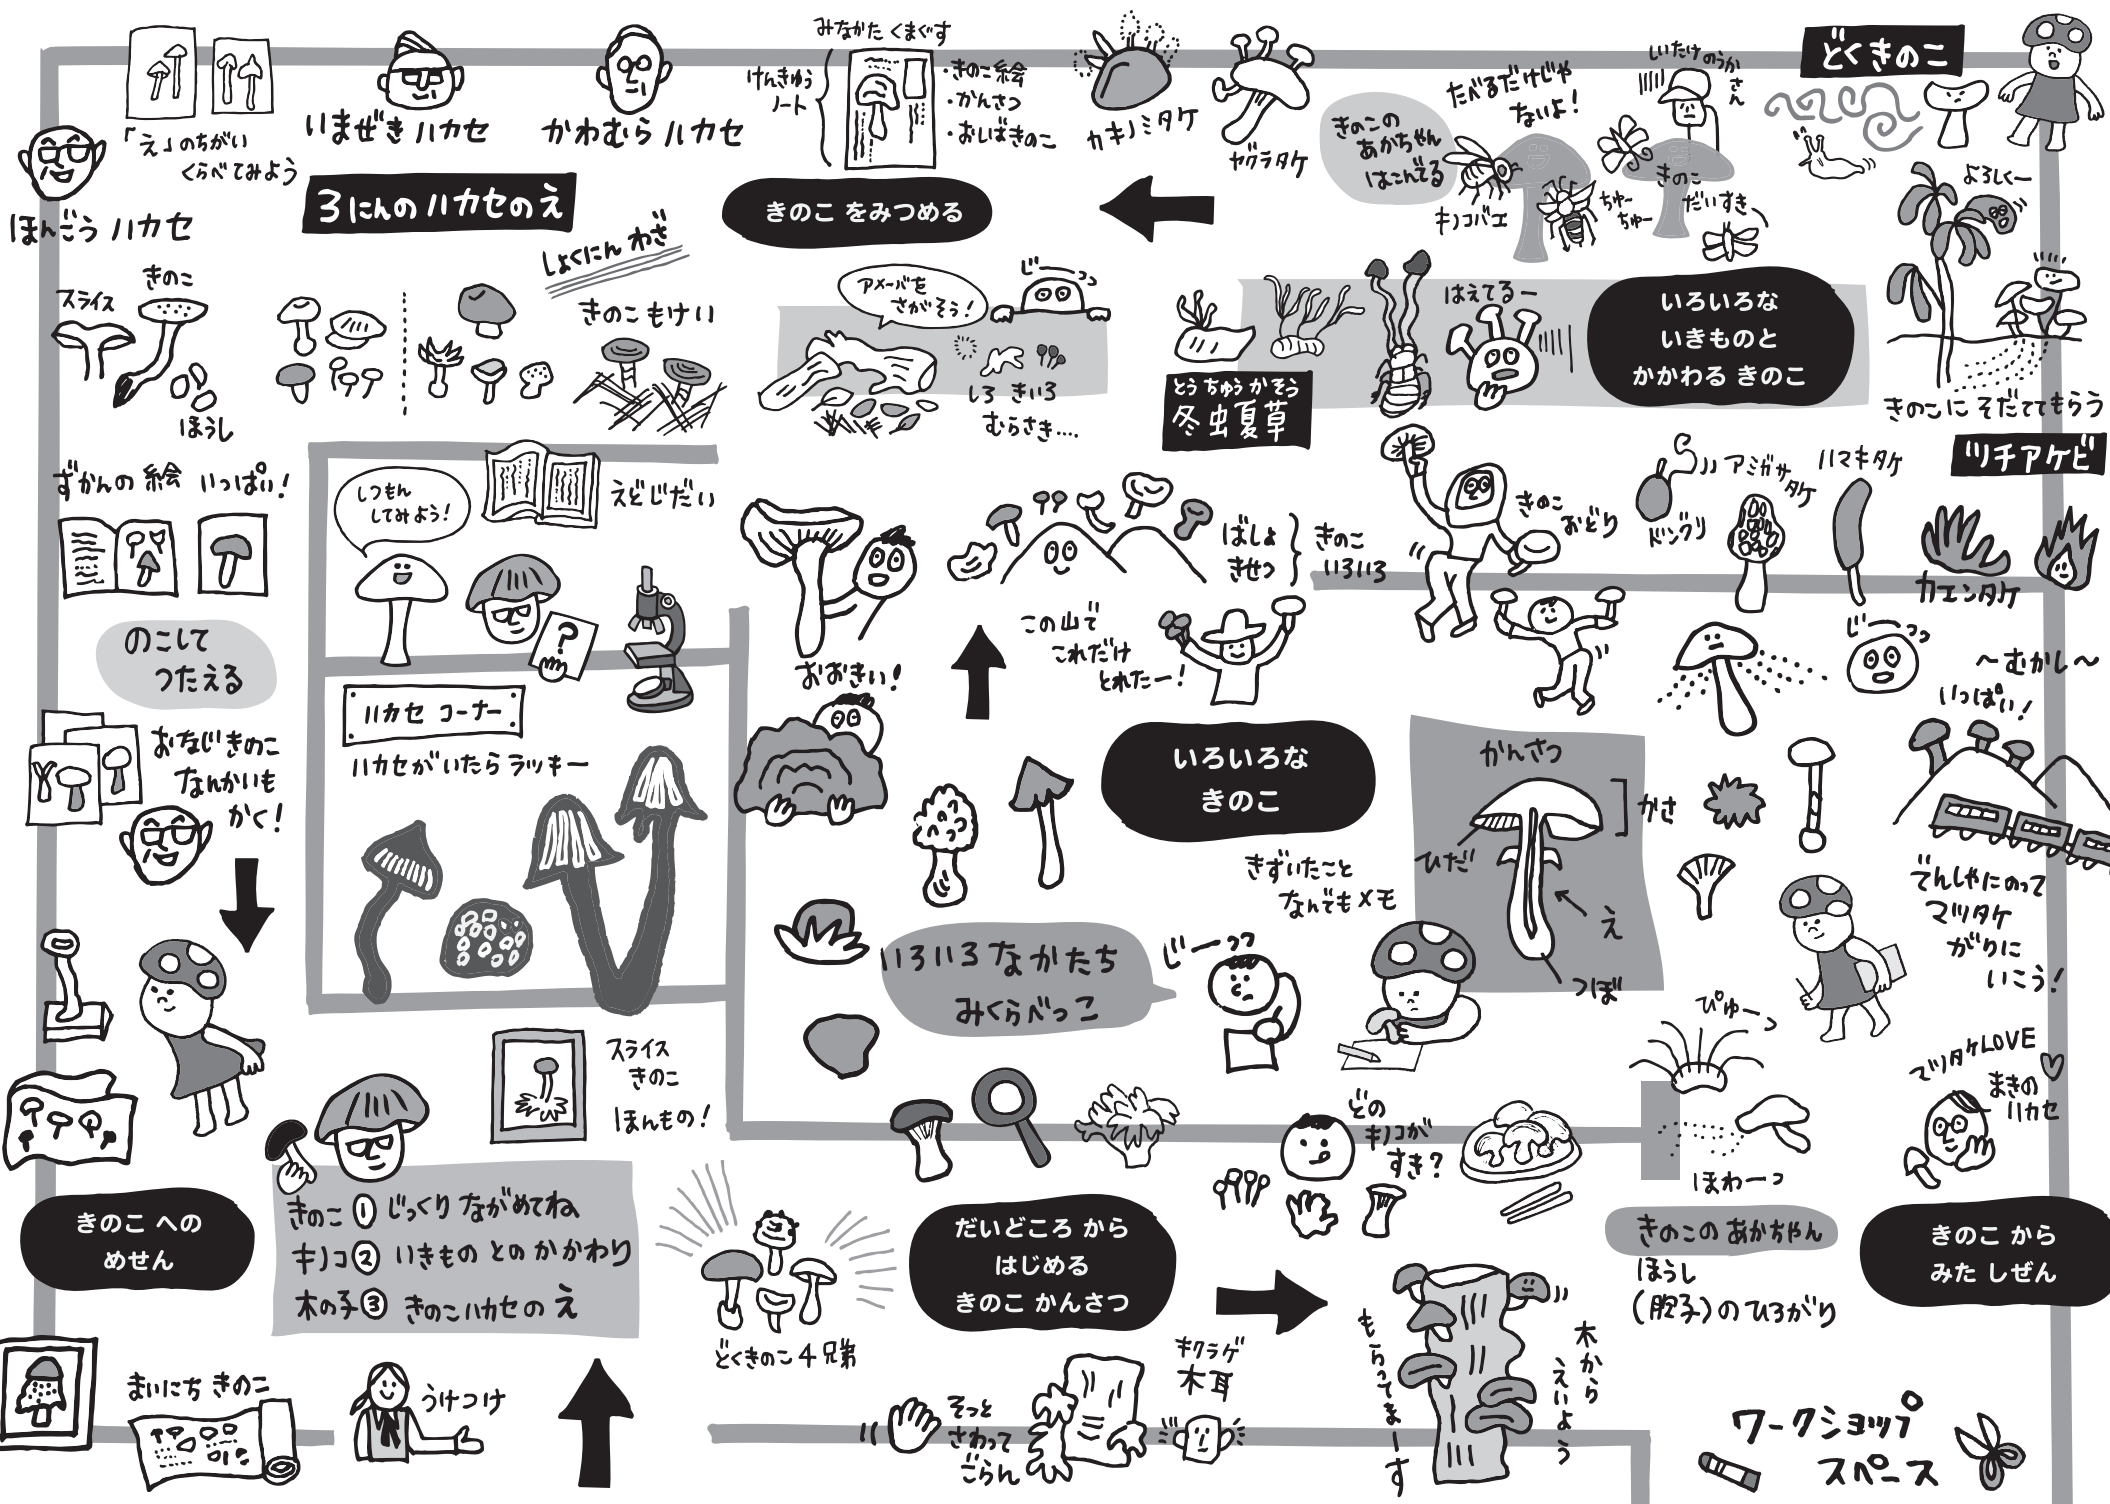 みなかた くまぐす
けんきゅう
ノート
・きのこ絵
・かんさつ
・おしばきのこ
カキノミタケ
ヤグラタケ
きのこの
あかちゃん
はこんでる
たべるだけじゃ
ないよ！
しいたけのうかさん
どくきのこ
「え」のちがい
くらべてみよう
いまぜき ハカセ
かわむら ハカセ
ほんごう ハカセ
3にんの ハカセのえ
きのこ をみつめる
キノコバエ
ちゅー
ちゅー
きのこ
だいすき
よろしくー
しょくにん わざ
スライス
きのこ
ほうし
きのこ もけい
アメーバを
さがそう！
じーっ
しろ きいろ
むらさき....
とうちゅうかそう
冬虫夏草
はえてるー
いろいろな
いきものと
かかわる きのこ
きのこに そだててもらう
ツチアケビ
ずかんの 絵 いっぱい！
しつもん
してみよう！
えどじだい
ばしょ
きせつ
きのこ
いろいろ
きのこ
おどり
ドングリ
アミガサタケ
ハマキタケ
カエンタケ
のこして
つたえる
?
ハカセ コーナー
ハカセがいたら ラッキー
おおきい！
この山で
これだけ
とれたー！
じーっ
〜むかし〜
いっぱい！
おなじきのこ
なんかいも
かく！
いろいろな
きのこ
かんさつ
かさ
ひだ
え
つぼ
きずいたこと
なんでもメモ
でんしゃにのって
マツタケ
がりに
いこう！
いろいろ なかたち
みくらべっこ
じーっっ
スライス
きのこ
ほんもの！
ぴゅーっ
マツタケLOVE
まきの
ハカセ
どの
キノコが
すき？
ほわーっ
きのこ への
めせん
きのこ ① じっくり ながめてね
キノコ ② いきもの との かかわり
木の子 ③ きのこハカセの え
だいどころ から
はじめる
きのこ かんさつ
どくきのこ4兄弟
きのこの あかちゃん
ほうし
(胞子)の ひろがり
きのこ から
みた しぜん
まいにち きのこ
うけつけ
そっと
さわって
ごらん
キクラゲ
木耳
木から
えいよう
もらってまーす
ワークショップ
スペース